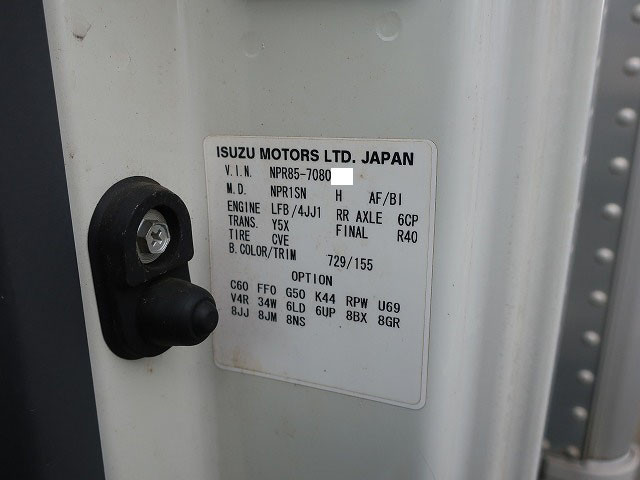 ISUZU MOTORS LTD. JAPAN
V.I.N. NPR85-7080
M.D. NPR1SN H AF/BI
ENGINE LFB/4JJ1 RR AXLE 6CP
TRANS. Y5X FINAL R40
TIRE CVE
B.COLOR/TRIM 729/155
OPTION
C60 FF0 G50 K44 RPW U69
V4R 34W 6LD 6UP 8BX 8GR
8JJ 8JM 8NS